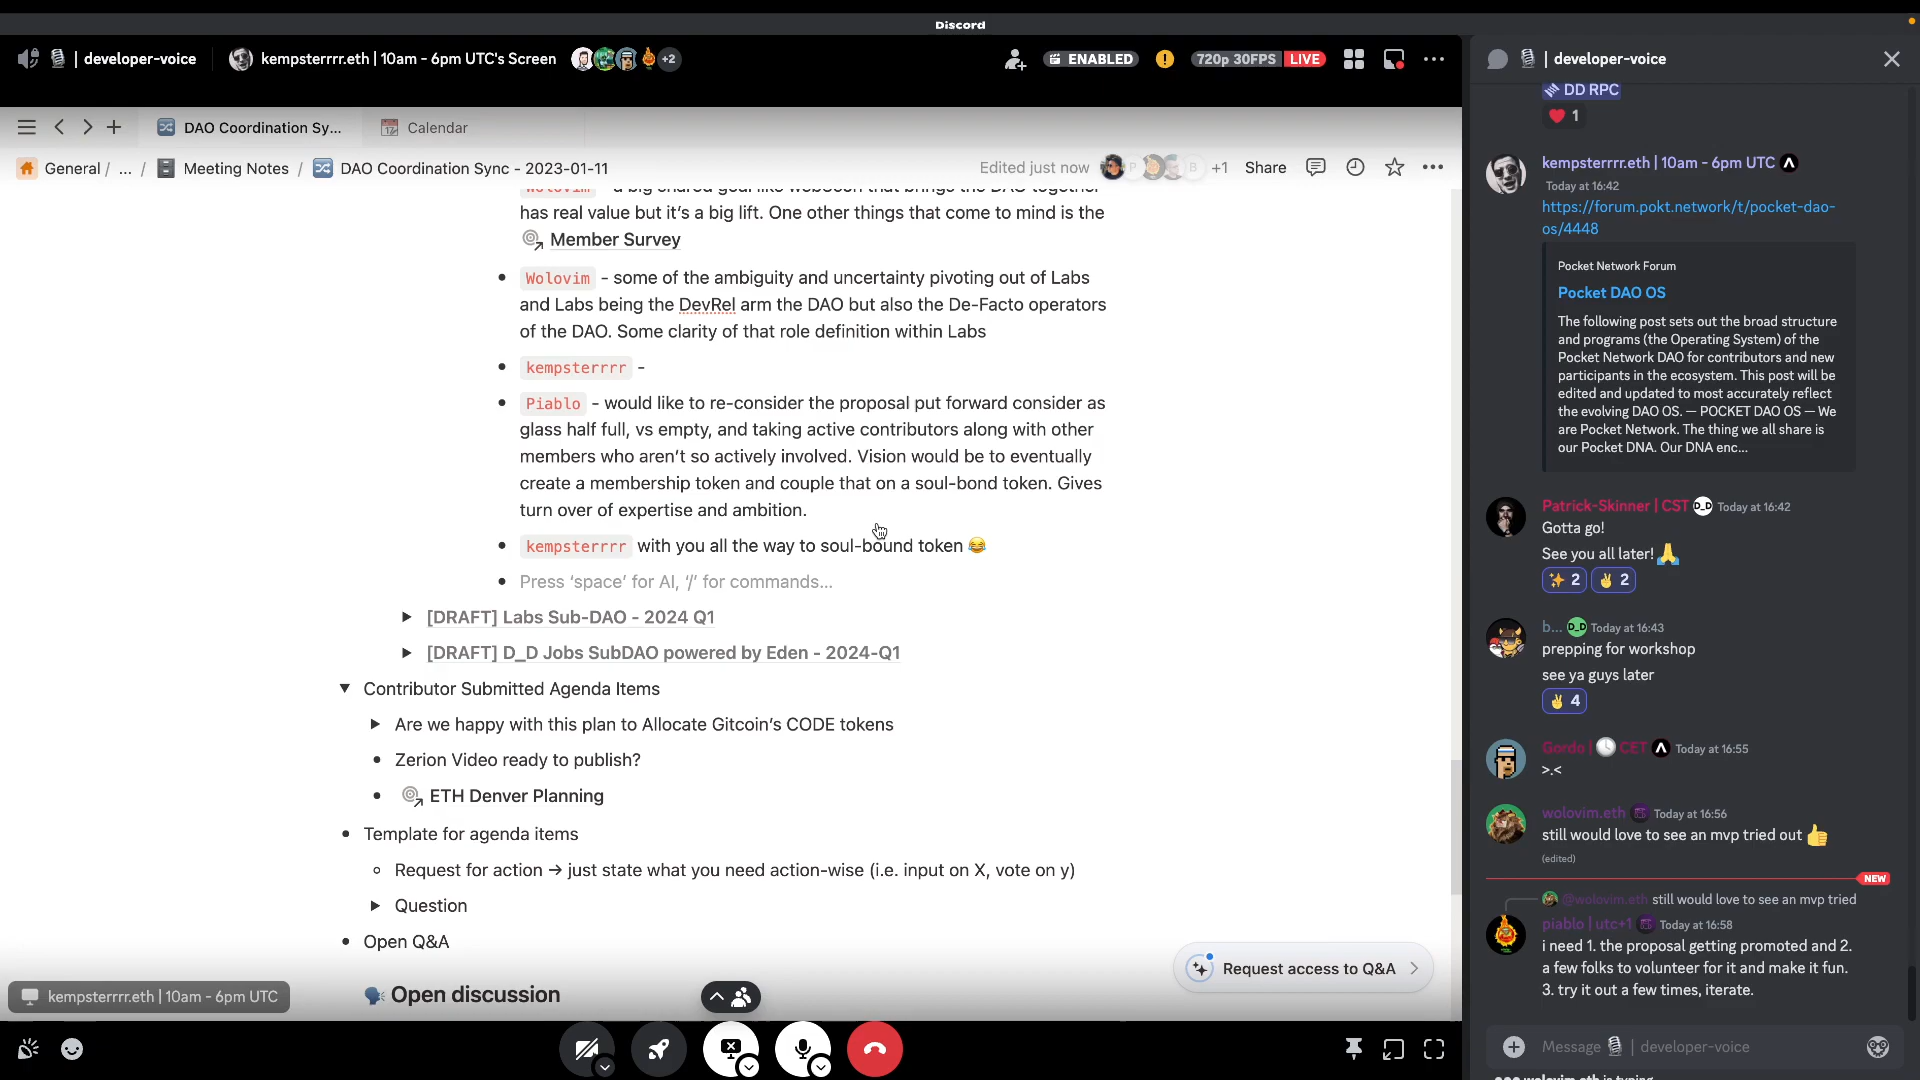 Discord
| developer-voice
kempsterrrr.eth | 10am - 6pm UTC's Screen
+2
ENABLED
720p 30FPS LIVE
| developer-voice
DAO Coordination Sy...
Calendar
General / ... / Meeting Notes / DAO Coordination Sync - 2023-01-11
Edited just now
P
B
+1
Share
Wolovim - a big shared goal like Web3Con that brings the DAO together
has real value but it's a big lift. One other things that come to mind is the
Member Survey
Wolovim - some of the ambiguity and uncertainty pivoting out of Labs
and Labs being the DevRel arm the DAO but also the De-Facto operators
of the DAO. Some clarity of that role definition within Labs
kempsterrrr -
Piablo - would like to re-consider the proposal put forward consider as
glass half full, vs empty, and taking active contributors along with other
members who aren't so actively involved. Vision would be to eventually
create a membership token and couple that on a soul-bond token. Gives
turn over of expertise and ambition.
kempsterrrr with you all the way to soul-bound token 😂
Press 'space' for AI, '/' for commands...
[DRAFT] Labs Sub-DAO - 2024 Q1
[DRAFT] D_D Jobs SubDAO powered by Eden - 2024-Q1
Contributor Submitted Agenda Items
Are we happy with this plan to Allocate Gitcoin's CODE tokens
Zerion Video ready to publish?
ETH Denver Planning
Template for agenda items
Request for action → just state what you need action-wise (i.e. input on X, vote on y)
Question
Open Q&A
Open discussion
Request access to Q&A
kempsterrrr.eth | 10am - 6pm UTC
DD RPC
1
kempsterrrr.eth | 10am - 6pm UTC
Today at 16:42
https://forum.pokt.network/t/pocket-dao-
os/4448
Pocket Network Forum
Pocket DAO OS
The following post sets out the broad structure
and programs (the Operating System) of the
Pocket Network DAO for contributors and new
participants in the ecosystem. This post will be
edited and updated to most accurately reflect
the evolving DAO OS. — POCKET DAO OS — We
are Pocket Network. The thing we all share is
our Pocket DNA. Our DNA enc...
Patrick-Skinner | CST D_D Today at 16:42
Gotta go!
See you all later! 🙏
2
2
b... D_D Today at 16:43
prepping for workshop
see ya guys later
4
Gordo | CET Today at 16:55
>.<
wolovim.eth Today at 16:56
still would love to see an mvp tried out 👍
(edited)
NEW
@wolovim.eth still would love to see an mvp tried
piablo | utc+1 Today at 16:58
i need 1. the proposal getting promoted and 2.
a few folks to volunteer for it and make it fun.
3. try it out a few times, iterate.
Message | developer-voice
wolovim.eth is typing...